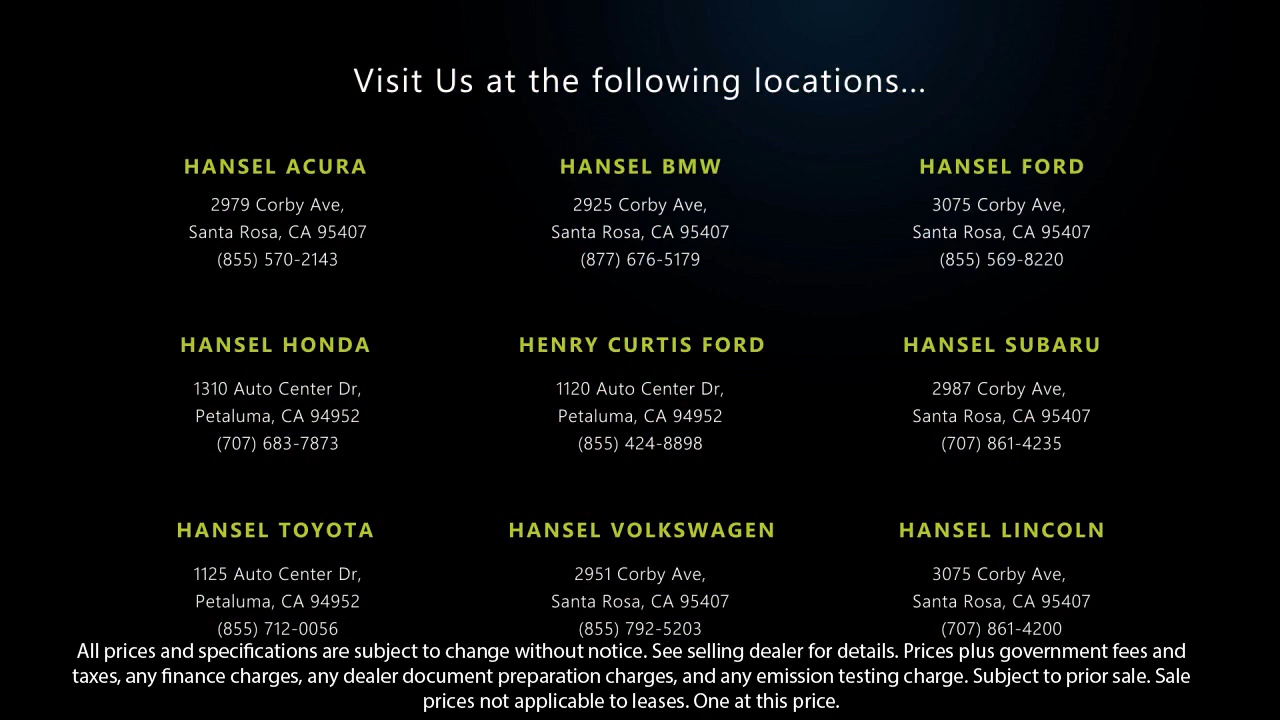 Visit Us at the following locations...
HANSEL ACURA
2979 Corby Ave,
Santa Rosa, CA 95407
(855) 570-2143
HANSEL BMW
2925 Corby Ave,
Santa Rosa, CA 95407
(877) 676-5179
HANSEL FORD
3075 Corby Ave,
Santa Rosa, CA 95407
(855) 569-8220
HANSEL HONDA
1310 Auto Center Dr,
Petaluma, CA 94952
(707) 683-7873
HENRY CURTIS FORD
1120 Auto Center Dr,
Petaluma, CA 94952
(855) 424-8898
HANSEL SUBARU
2987 Corby Ave,
Santa Rosa, CA 95407
(707) 861-4235
HANSEL TOYOTA
1125 Auto Center Dr,
Petaluma, CA 94952
(855) 712-0056
HANSEL VOLKSWAGEN
2951 Corby Ave,
Santa Rosa, CA 95407
(855) 792-5203
HANSEL LINCOLN
3075 Corby Ave,
Santa Rosa, CA 95407
(707) 861-4200
All prices and specifications are subject to change without notice. See selling dealer for details. Prices plus government fees and
taxes, any finance charges, any dealer document preparation charges, and any emission testing charge. Subject to prior sale. Sale
prices not applicable to leases. One at this price.